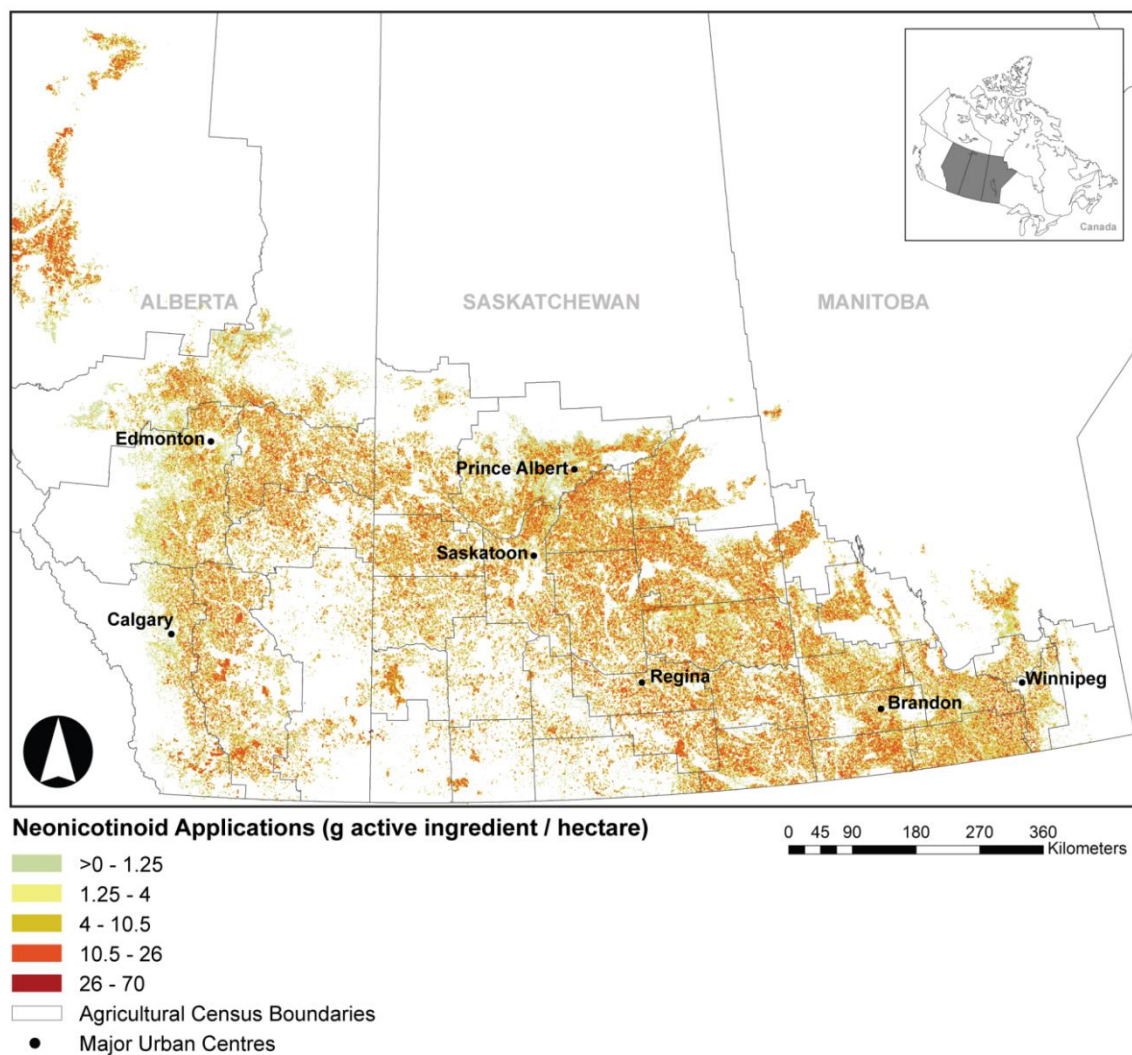 Canada
ALBERTA
SASKATCHEWAN
MANITOBA
Edmonton
Prince Albert
Saskatoon
Calgary
Regina
Winnipeg
Brandon
Neonicotinoid Applications (g active ingredient / hectare)
>0 - 1.25
1.25 - 4
4 - 10.5
10.5 - 26
26 - 70
Agricultural Census Boundaries
Major Urban Centres
0 45 90 180 270 360
Kilometers